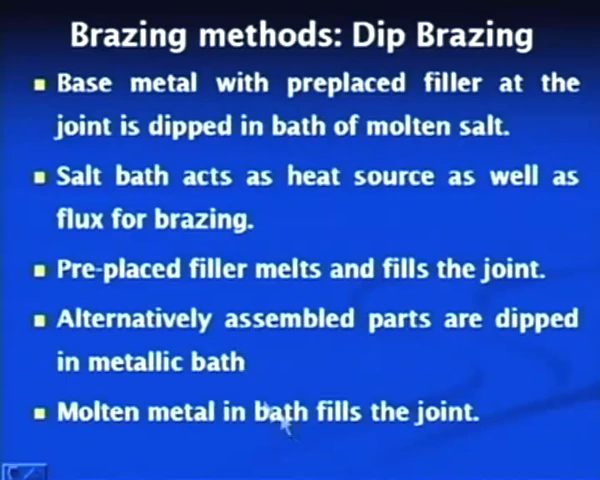 Brazing methods: Dip Brazing
Base metal with preplaced filler at the
joint is dipped in bath of molten salt.
Salt bath acts as heat source as well as
flux for brazing.
Pre-placed filler melts and fills the joint.
Alternatively assembled parts are dipped
in metallic bath
Molten metal in bath fills the joint.